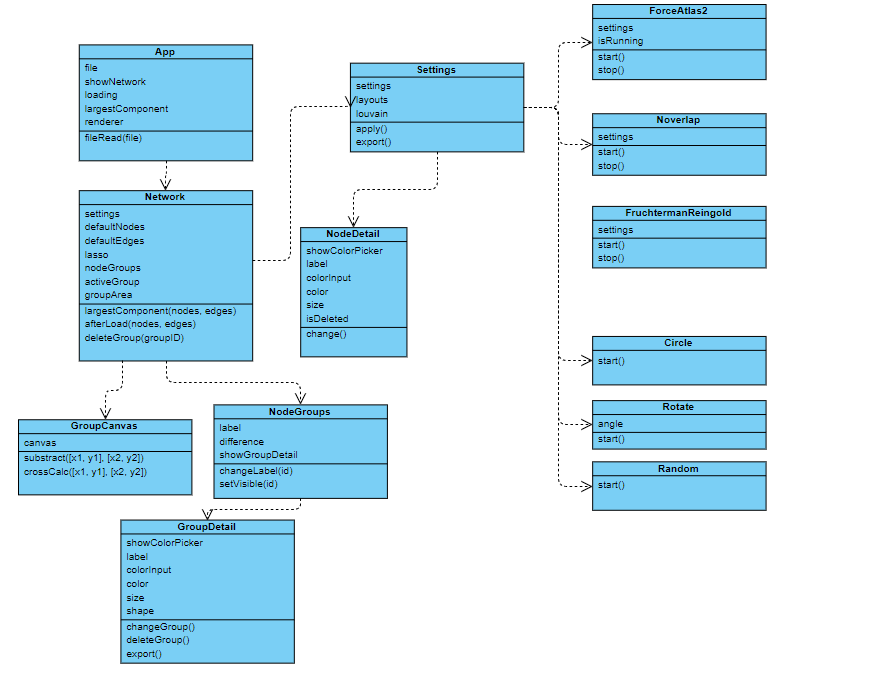 App
file
showNetwork
loading
largestComponent
renderer
fileRead(file)
Network
settings
defaultNodes
defaultEdges
lasso
nodeGroups
activeGroup
groupArea
largestComponent(nodes, edges)
afterLoad(nodes, edges)
deleteGroup(groupID)
GroupCanvas
canvas
substract([x1, y1], [x2, y2])
crossCalc([x1, y1], [x2, y2])
NodeGroups
label
difference
showGroupDetail
changeLabel(id)
setVisible(id)
GroupDetail
showColorPicker
label
colorInput
color
size
shape
changeGroup()
deleteGroup()
export()
Settings
settings
layouts
louvain
apply()
export()
NodeDetail
showColorPicker
label
colorInput
color
size
isDeleted
change()
ForceAtlas2
settings
isRunning
start()
stop()
Noverlap
settings
start()
stop()
FruchtermanReingold
settings
start()
stop()
Circle
start()
Rotate
angle
start()
Random
start()